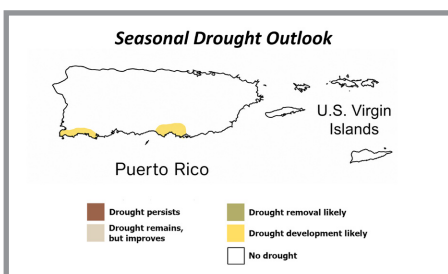 Seasonal Drought Outlook
U.S. Virgin
Islands
Puerto Rico
Drought persists
Drought remains,
but improves
Drought removal likely
Drought development likely
No drought